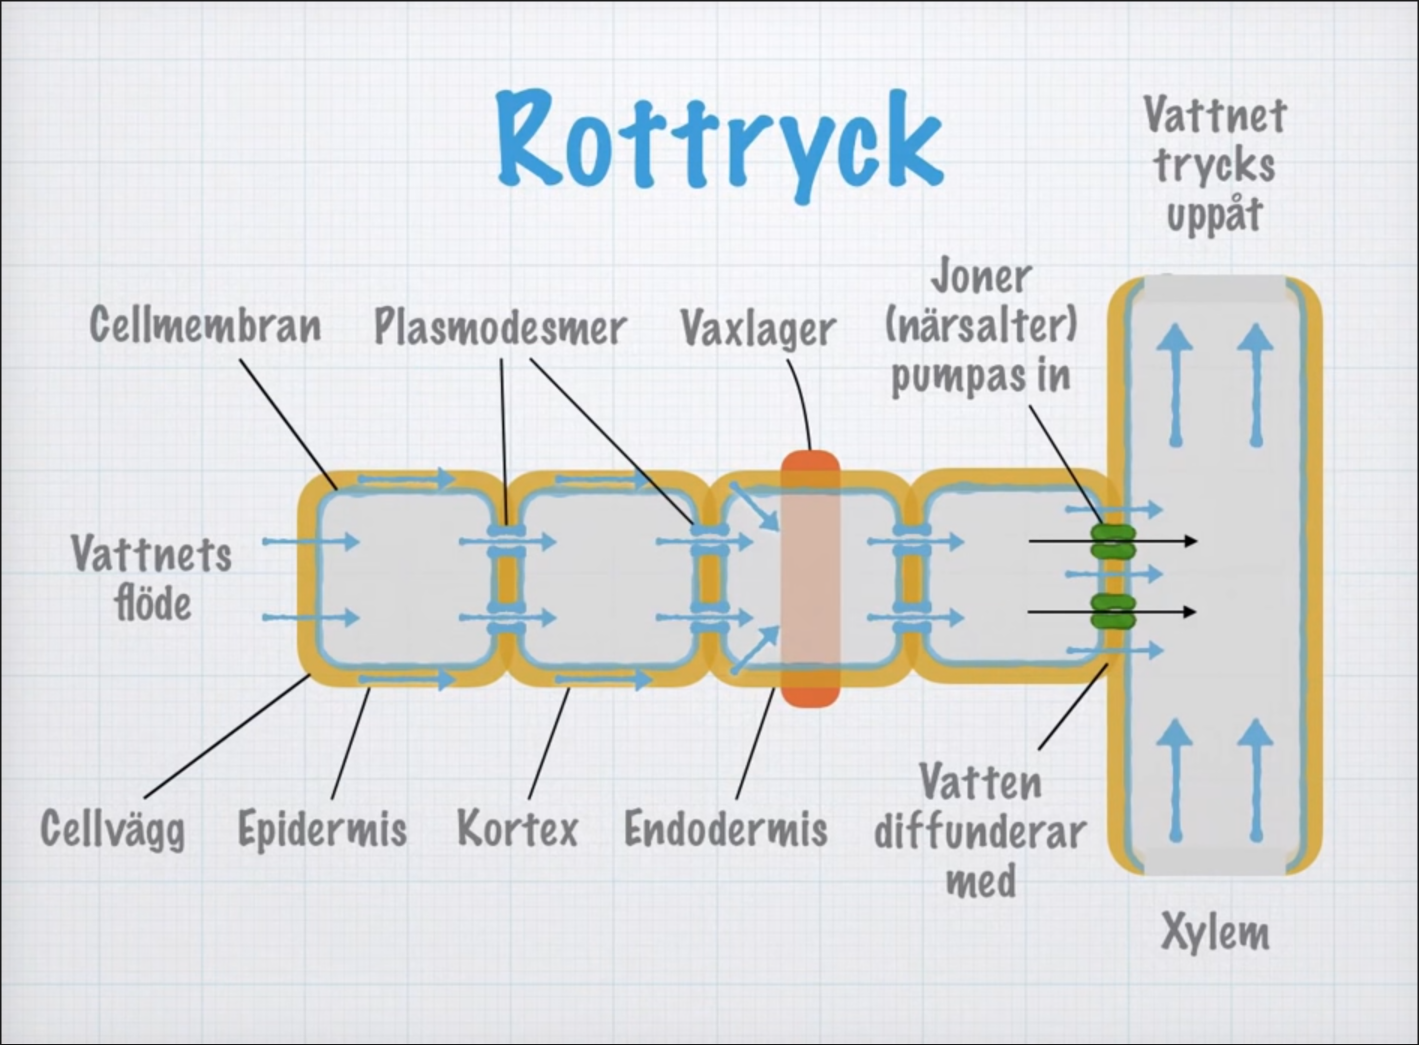 Rottryck
Vattnet
trycks
uppåt
Joner
(närsalter)
pumpas in
Cellmembran
Plasmodesmer
Vaxlager
Vattnets
flöde
Cellvägg
Epidermis
Kortex
Endodermis
Vatten
diffunderar
med
Xylem